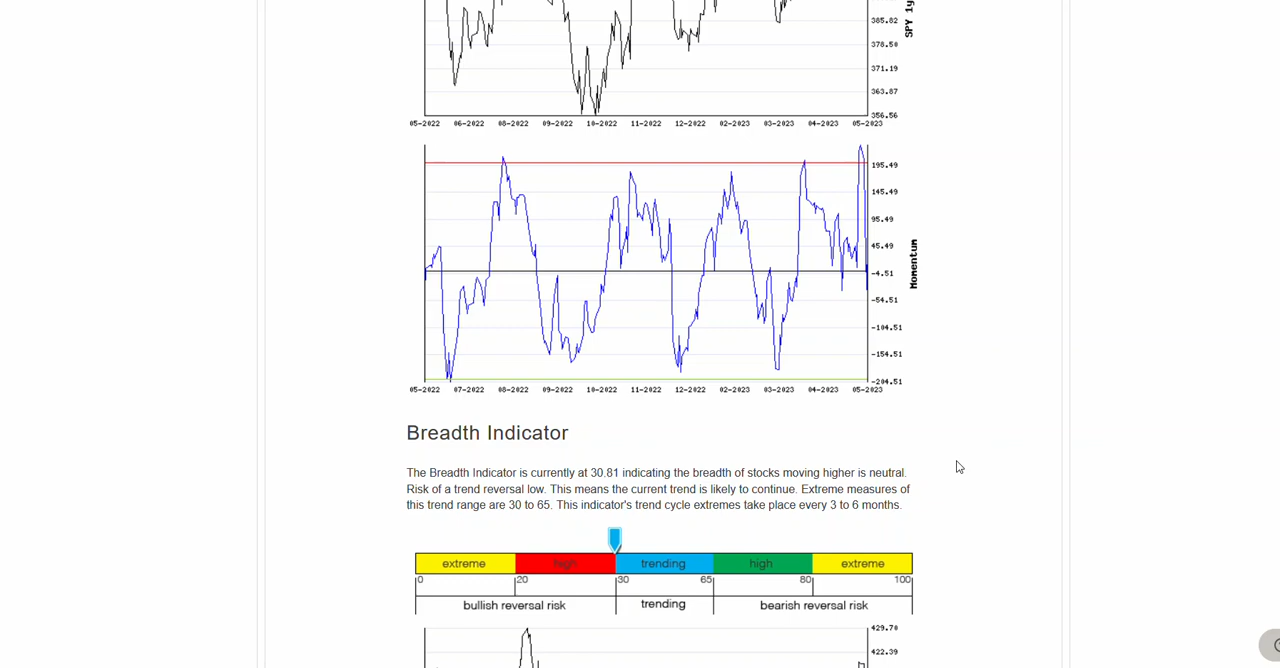 385.82
378.50
371.19
363.87
356.56
SPY 1y
05-2022 06-2022 08-2022 09-2022 10-2022 11-2022 12-2022 02-2023 03-2023 04-2023 05-2023
195.49
145.49
95.49
45.49
-4.51
-54.51
-104.51
-154.51
-204.51
Momentum
05-2022 07-2022 08-2022 09-2022 10-2022 11-2022 12-2022 02-2023 03-2023 04-2023 05-2023
Breadth Indicator
The Breadth Indicator is currently at 30.81 indicating the breadth of stocks moving higher is neutral.
Risk of a trend reversal low. This means the current trend is likely to continue. Extreme measures of
this trend range are 30 to 65. This indicator's trend cycle extremes take place every 3 to 6 months.
extreme high trending high extreme
0 20 30 65 80 100
bullish reversal risk trending bearish reversal risk
429.70
422.39